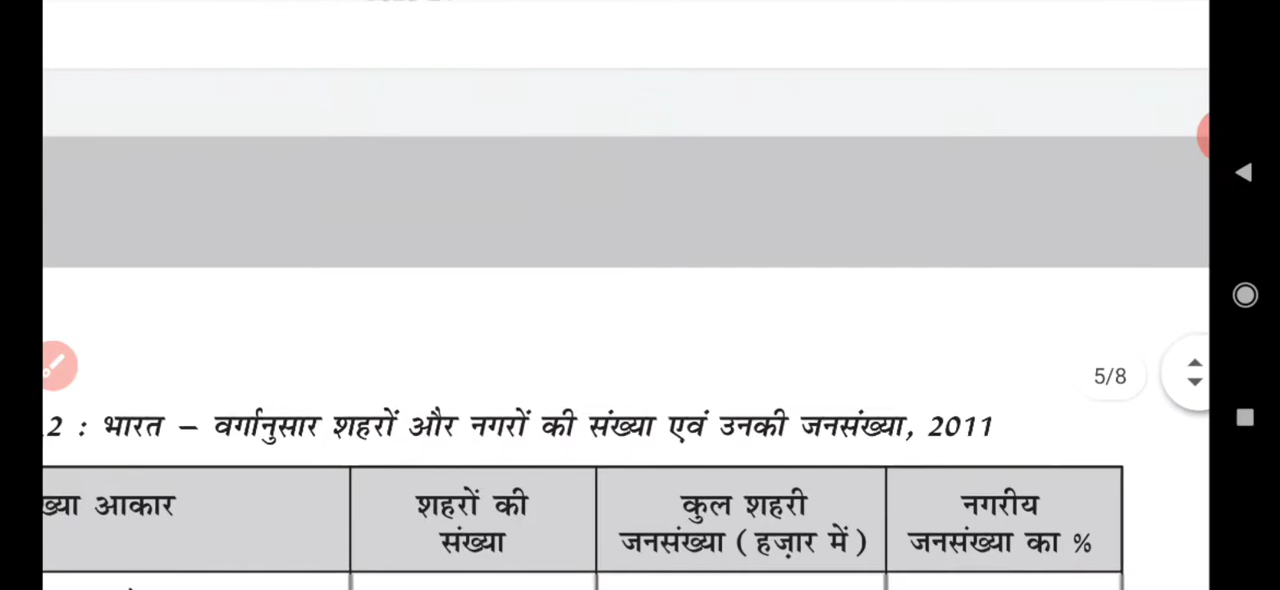 5/8
2 : भारत – वर्गानुसार शहरों और नगरों की संख्या एवं उनकी जनसंख्या, 2011
ख्या आकार
शहरों की
संख्या
कुल शहरी
जनसंख्या ( हज़ार में )
नगरीय
जनसंख्या का %